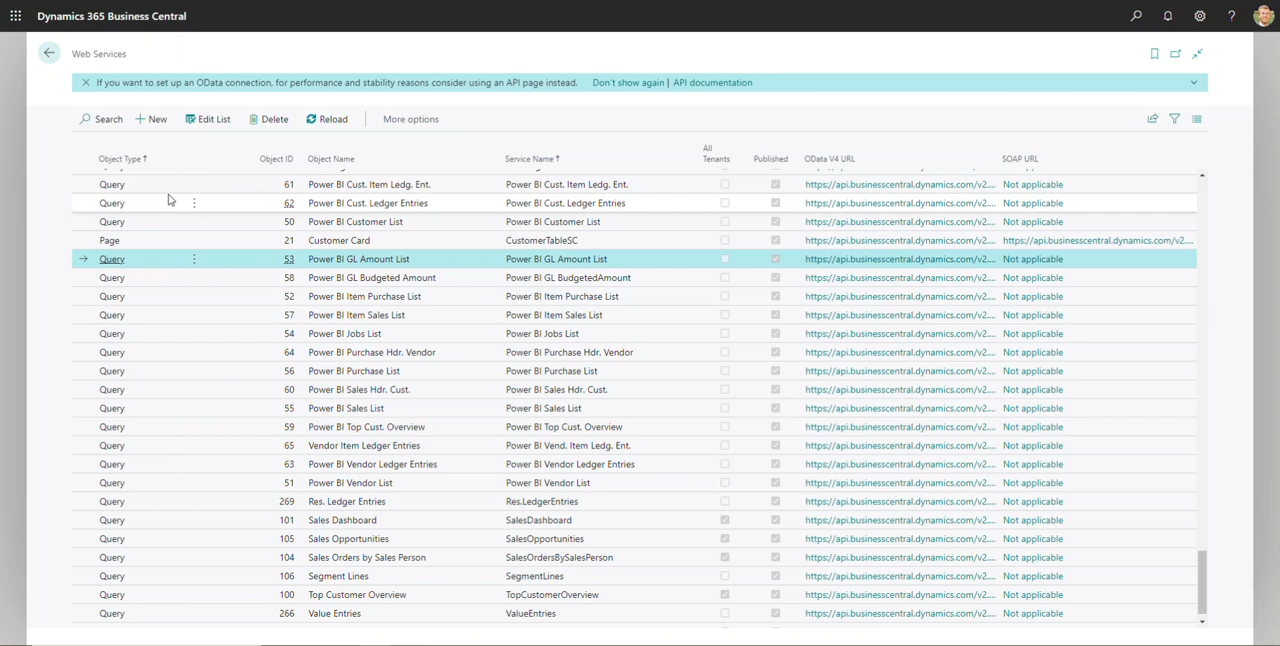 Dynamics 365 Business Central
?
Web Services
If you want to set up an OData connection, for performance and stability reasons consider using an API page instead. Don't show again | API documentation
Search New Edit List Delete Reload More options
Object Type↑ Object ID Object Name Service Name↑ All Tenants Published OData V4 URL SOAP URL
Query 61 Power BI Cust. Item Ledg. Ent. Power BI Cust. Item Ledg. Ent. https://api.businesscentral.dynamics.com/v2.... Not applicable
Query 62 Power BI Cust. Ledger Entries Power BI Cust. Ledger Entries https://api.businesscentral.dynamics.com/v2.... Not applicable
Query 50 Power BI Customer List Power BI Customer List https://api.businesscentral.dynamics.com/v2.... Not applicable
Page 21 Customer Card CustomerTableSC https://api.businesscentral.dynamics.com/v2.... https://api.businesscentral.dynamics.com/v2....
Query 53 Power BI GL Amount List Power BI GL Amount List https://api.businesscentral.dynamics.com/v2.... Not applicable
Query 58 Power BI GL Budgeted Amount Power BI GL BudgetedAmount https://api.businesscentral.dynamics.com/v2.... Not applicable
Query 52 Power BI Item Purchase List Power BI Item Purchase List https://api.businesscentral.dynamics.com/v2.... Not applicable
Query 57 Power BI Item Sales List Power BI Item Sales List https://api.businesscentral.dynamics.com/v2.... Not applicable
Query 54 Power BI Jobs List Power BI Jobs List https://api.businesscentral.dynamics.com/v2.... Not applicable
Query 64 Power BI Purchase Hdr. Vendor Power BI Purchase Hdr. Vendor https://api.businesscentral.dynamics.com/v2.... Not applicable
Query 56 Power BI Purchase List Power BI Purchase List https://api.businesscentral.dynamics.com/v2.... Not applicable
Query 60 Power BI Sales Hdr. Cust. Power BI Sales Hdr. Cust. https://api.businesscentral.dynamics.com/v2.... Not applicable
Query 55 Power BI Sales List Power BI Sales List https://api.businesscentral.dynamics.com/v2.... Not applicable
Query 59 Power BI Top Cust. Overview Power BI Top Cust. Overview https://api.businesscentral.dynamics.com/v2.... Not applicable
Query 65 Vendor Item Ledger Entries Power BI Vend. Item Ledg. Ent. https://api.businesscentral.dynamics.com/v2.... Not applicable
Query 63 Power BI Vendor Ledger Entries Power BI Vendor Ledger Entries https://api.businesscentral.dynamics.com/v2.... Not applicable
Query 51 Power BI Vendor List Power BI Vendor List https://api.businesscentral.dynamics.com/v2.... Not applicable
Query 269 Res. Ledger Entries Res.LedgerEntries https://api.businesscentral.dynamics.com/v2.... Not applicable
Query 101 Sales Dashboard SalesDashboard https://api.businesscentral.dynamics.com/v2.... Not applicable
Query 105 Sales Opportunities SalesOpportunities https://api.businesscentral.dynamics.com/v2.... Not applicable
Query 104 Sales Orders by Sales Person SalesOrdersBySalesPerson https://api.businesscentral.dynamics.com/v2.... Not applicable
Query 106 Segment Lines SegmentLines https://api.businesscentral.dynamics.com/v2.... Not applicable
Query 100 Top Customer Overview TopCustomerOverview https://api.businesscentral.dynamics.com/v2.... Not applicable
Query 266 Value Entries ValueEntries https://api.businesscentral.dynamics.com/v2.... Not applicable